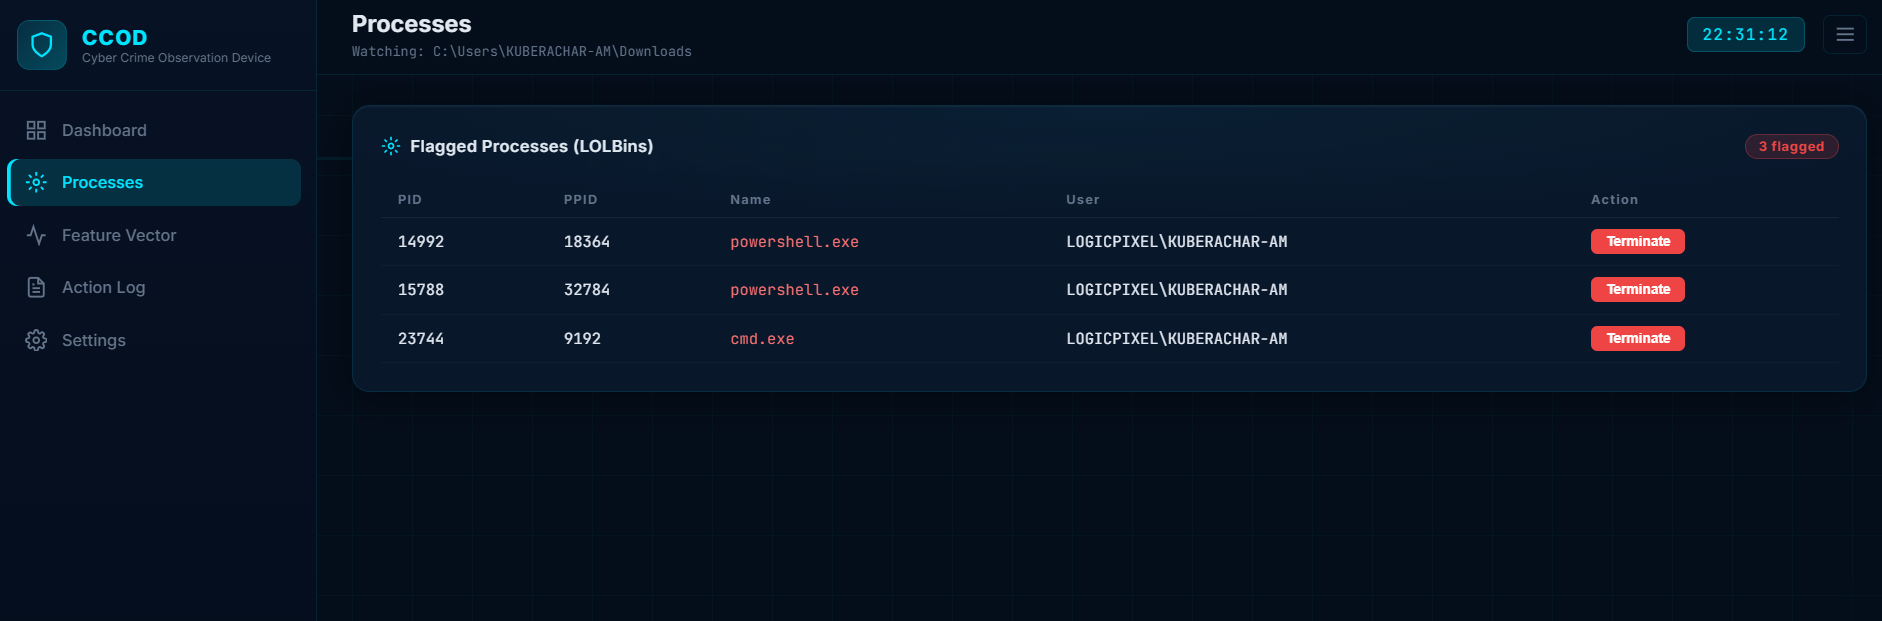 CCOD
Cyber Crime Observation Device
Dashboard
Processes
Feature Vector
Action Log
Settings
Processes
Watching: C:\Users\KUBERACHAR-AM\Downloads
22:31:12
Flagged Processes (LOLBins)
3 flagged
PID PPID Name User Action
14992 18364 powershell.exe LOGICPIXEL\KUBERACHAR-AM Terminate
15788 32784 powershell.exe LOGICPIXEL\KUBERACHAR-AM Terminate
23744 9192 cmd.exe LOGICPIXEL\KUBERACHAR-AM Terminate